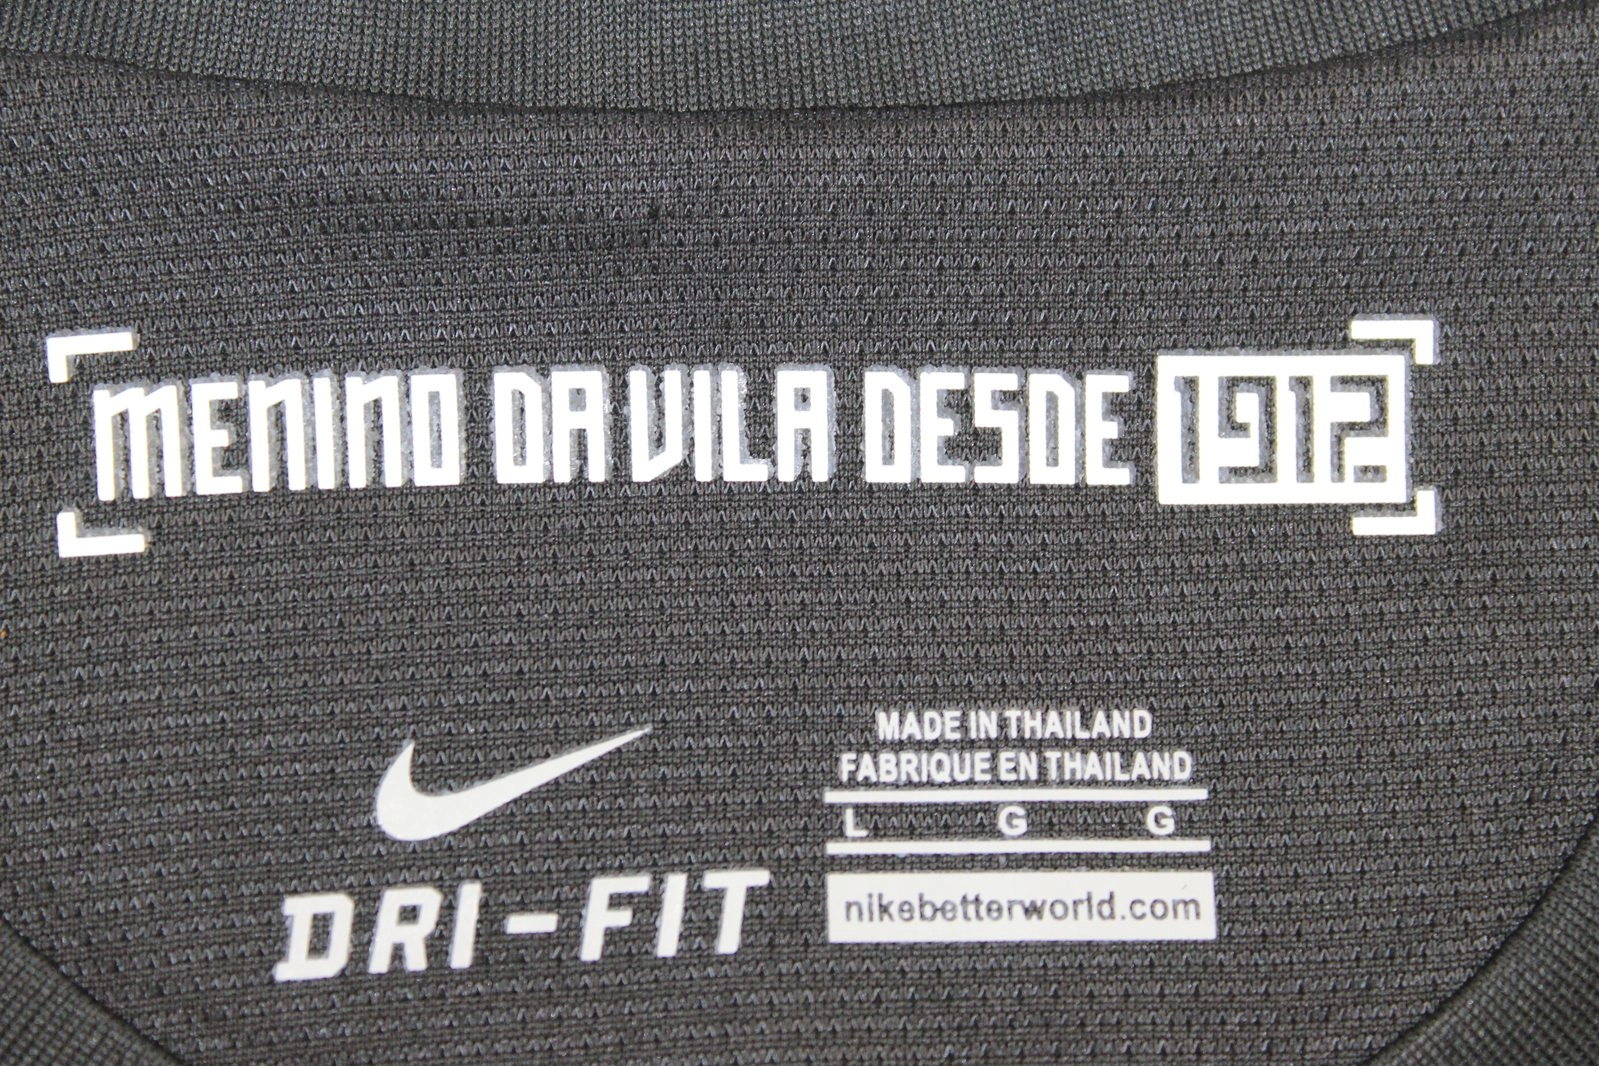 MENINO DA VILA DESDE 1912
MADE IN THAILAND
FABRIQUE EN THAILAND
L G G
DRI-FIT
nikebetterworld.com